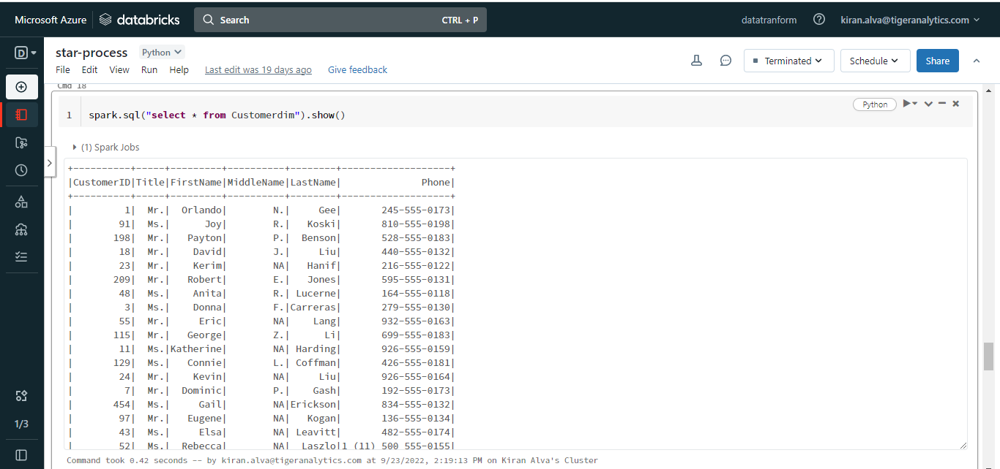 Microsoft Azure databricks Search CTRL + P datatranform kiran.alva@tigeranalytics.com
D star-process Python
File Edit View Run Help Last edit was 19 days ago Give feedback Terminated Schedule Share
Cmd 18
1 spark.sql("select * from Customerdim").show() Python
(1) Spark Jobs
+----------+-----+---------+----------+--------+-------------------+
|CustomerID|Title|FirstName|MiddleName|LastName|              Phone|
+----------+-----+---------+----------+--------+-------------------+
|         1|  Mr.|  Orlando|        N.|     Gee|       245-555-0173|
|        91|  Ms.|      Joy|        R.|   Koski|       810-555-0198|
|       198|  Mr.|   Payton|        P.|  Benson|       528-555-0183|
|        18|  Mr.|    David|        J.|     Liu|       440-555-0132|
|        23|  Mr.|    Kerim|        NA|   Hanif|       216-555-0122|
|       209|  Mr.|   Robert|        E.|   Jones|       595-555-0131|
|        48|  Ms.|    Anita|        R.| Lucerne|       164-555-0118|
|         3|  Ms.|    Donna|        F.|Carreras|       279-555-0130|
|        55|  Mr.|     Eric|        NA|    Lang|       932-555-0163|
|       115|  Mr.|   George|        Z.|      Li|       699-555-0183|
|        11|  Ms.|Katherine|        NA| Harding|       926-555-0159|
|       129|  Ms.|   Connie|        L.| Coffman|       426-555-0181|
|        24|  Mr.|    Kevin|        NA|     Liu|       926-555-0164|
|         7|  Mr.|  Dominic|        P.|    Gash|       192-555-0173|
|       454|  Ms.|     Gail|        NA|Erickson|       834-555-0132|
|        97|  Mr.|   Eugene|        NA|   Kogan|       136-555-0134|
|        43|  Ms.|     Elsa|        NA| Leavitt|       482-555-0174|
|        52|  Ms.|  Rebecca|        NA|  Laszlo|1 (11) 500 555-0155|
1/3
Command took 0.42 seconds -- by kiran.alva@tigeranalytics.com at 9/23/2022, 2:19:13 PM on Kiran Alva's Cluster